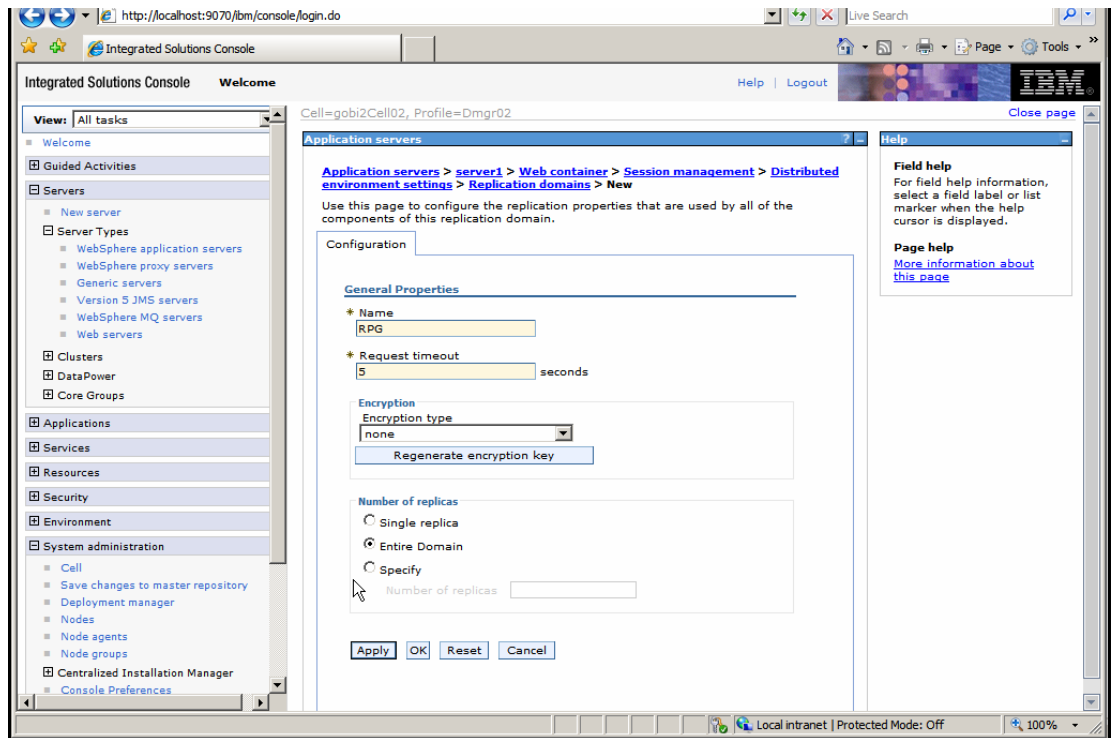 http://localhost:9070/ibm/console/login.do
Live Search
Integrated Solutions Console
Page
Tools
»
Integrated Solutions Console Welcome
Help | Logout
IBM
View: All tasks
Welcome
Guided Activities
Servers
New server
Server Types
WebSphere application servers
WebSphere proxy servers
Generic servers
Version 5 JMS servers
WebSphere MQ servers
Web servers
Clusters
DataPower
Core Groups
Applications
Services
Resources
Security
Environment
System administration
Cell
Save changes to master repository
Deployment manager
Nodes
Node agents
Node groups
Centralized Installation Manager
Console Preferences
Cell=gobi2Cell02, Profile=Dmgr02
Close page
Application servers
? -
Application servers > server1 > Web container > Session management > Distributed
environment settings > Replication domains > New
Use this page to configure the replication properties that are used by all of the
components of this replication domain.
Configuration
General Properties
* Name
RPG
* Request timeout
5 seconds
Encryption
Encryption type
none
Regenerate encryption key
Number of replicas
Single replica
Entire Domain
Specify
Number of replicas
Apply OK Reset Cancel
Help
Field help
For field help information,
select a field label or list
marker when the help
cursor is displayed.
Page help
More information about
this page
Local intranet | Protected Mode: Off
100%